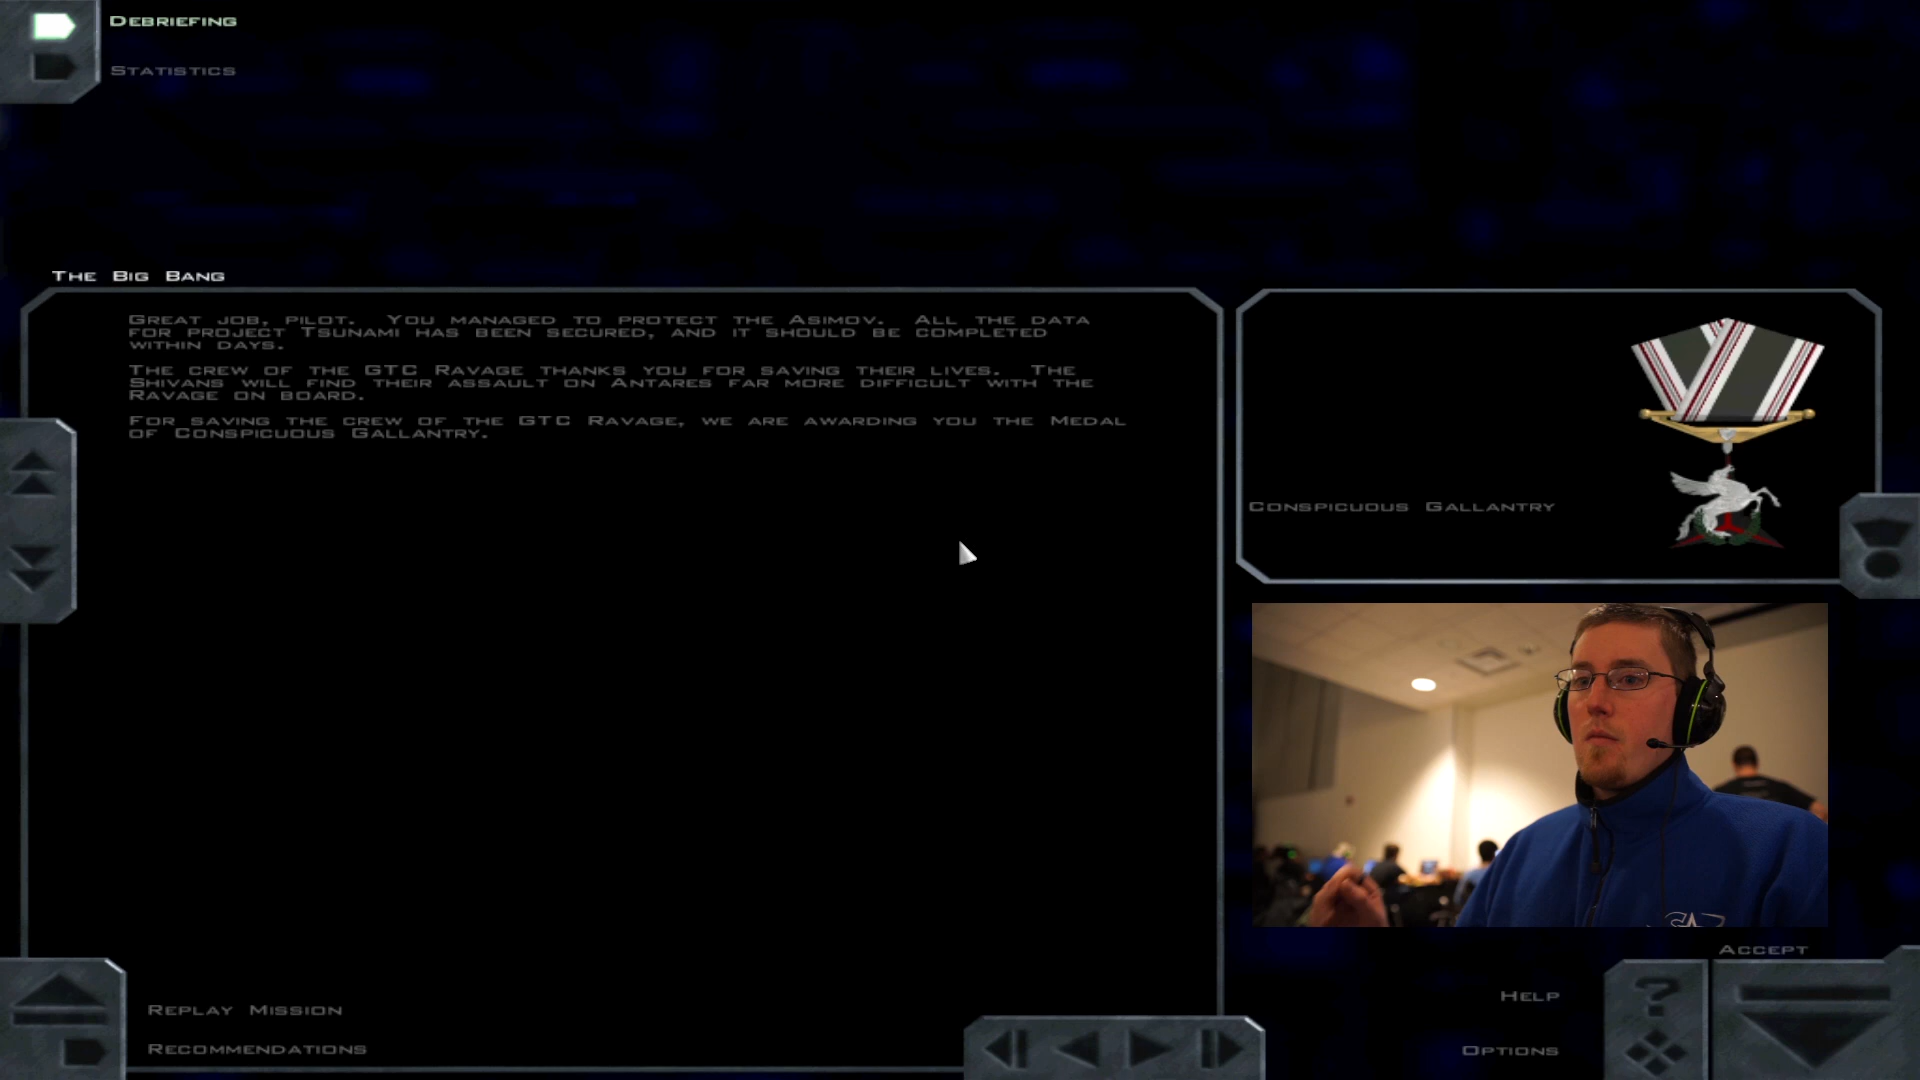 Debriefing
Statistics
The Big Bang
Great job, pilot. You managed to protect the Asimov. All the data
for project Tsunami has been secured, and it should be completed
within days.
The crew of the GTC Ravage thanks you for saving their lives. The
Shivans will find their assault on Antares far more difficult with the
Ravage on board.
For saving the crew of the GTC Ravage, we are awarding you the Medal
of Conspicuous Gallantry.
Conspicuous Gallantry
Accept
Replay Mission
Help
Recommendations
Options